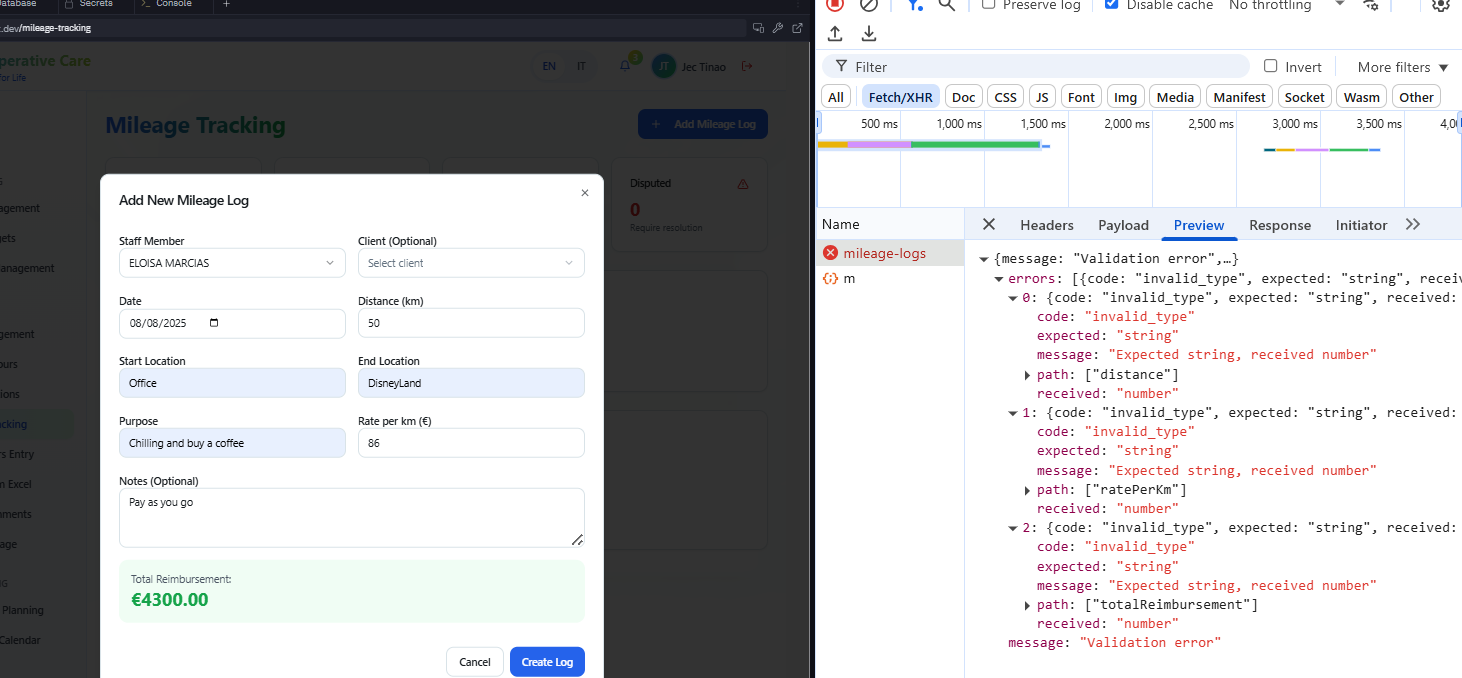 Database Secrets Console +
.dev/mileage-tracking
perative Care
for Life
EN IT
JT Jec Tinao
Mileage Tracking
+ Add Mileage Log
Disputed
0
Require resolution
Add New Mileage Log
Staff Member
ELOISA MARCIAS
Client (Optional)
Select client
Date
08/08/2025
Distance (km)
50
Start Location
Office
End Location
DisneyLand
Purpose
Chilling and buy a coffee
Rate per km (€)
86
Notes (Optional)
Pay as you go
Total Reimbursement:
€4300.00
Cancel
Create Log
G
agement
gets
anagement
gement
ours
ions
cking
rs Entry
m Excel
nments
age
NG
Planning
Calendar
Preserve log
Disable cache
No throttling
Filter
Invert
More filters
All Fetch/XHR Doc CSS JS Font Img Media Manifest Socket Wasm Other
500 ms 1,000 ms 1,500 ms 2,000 ms 2,500 ms 3,000 ms 3,500 ms 4,0
Name
mileage-logs
m
Headers Payload Preview Response Initiator
{message: "Validation error",…}
errors: [{code: "invalid_type", expected: "string", receiv
0: {code: "invalid_type", expected: "string", received:
code: "invalid_type"
expected: "string"
message: "Expected string, received number"
path: ["distance"]
received: "number"
1: {code: "invalid_type", expected: "string", received:
code: "invalid_type"
expected: "string"
message: "Expected string, received number"
path: ["ratePerKm"]
received: "number"
2: {code: "invalid_type", expected: "string", received:
code: "invalid_type"
expected: "string"
message: "Expected string, received number"
path: ["totalReimbursement"]
received: "number"
message: "Validation error"